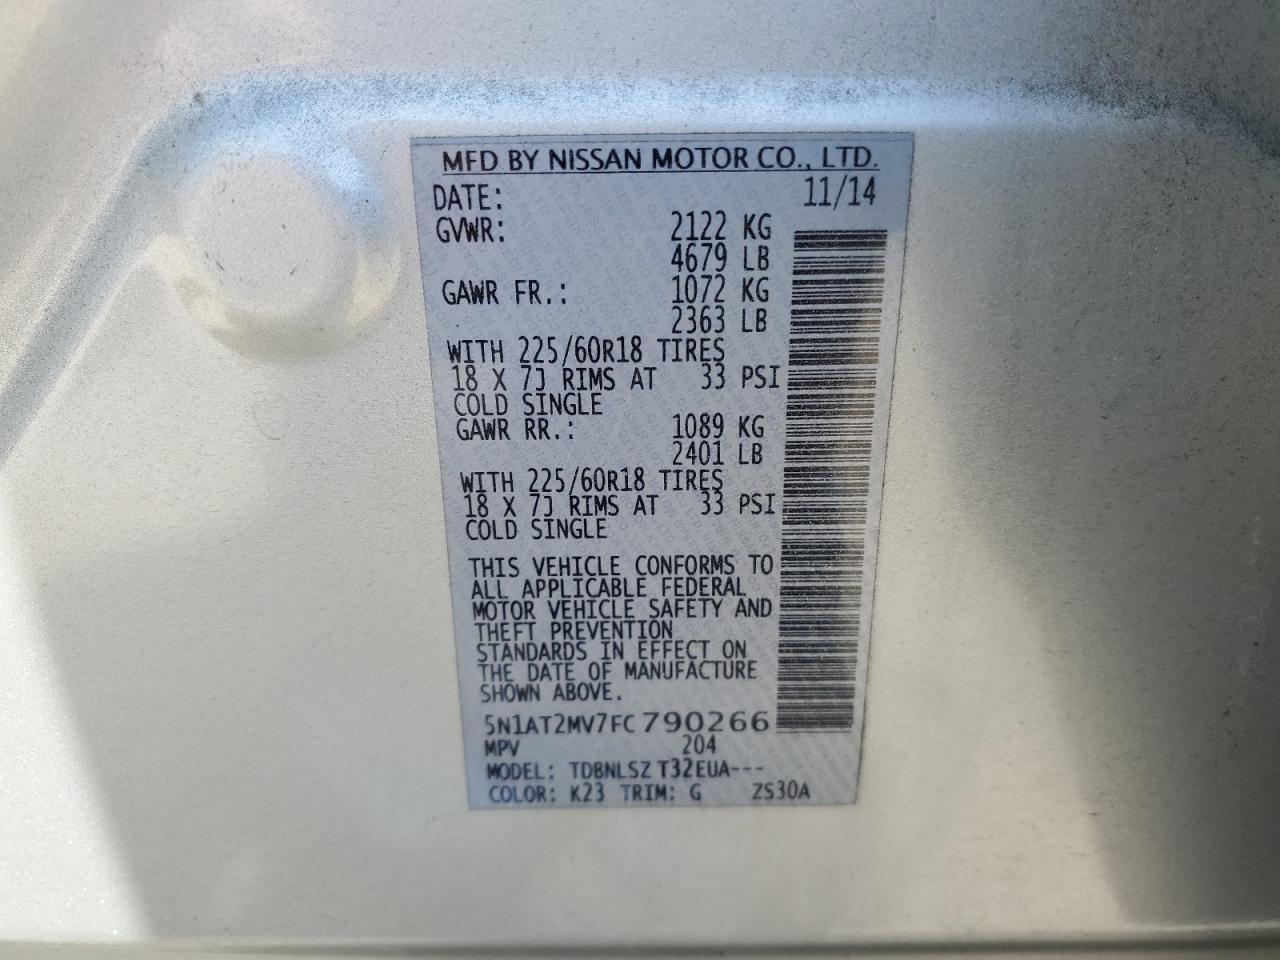 MFD BY NISSAN MOTOR CO., LTD.
DATE: 11/14
GVWR: 2122 KG
4679 LB
GAWR FR.: 1072 KG
2363 LB
WITH 225/60R18 TIRES
18 X 7J RIMS AT 33 PSI
COLD SINGLE
GAWR RR.: 1089 KG
2401 LB
WITH 225/60R18 TIRES
18 X 7J RIMS AT 33 PSI
COLD SINGLE
THIS VEHICLE CONFORMS TO
ALL APPLICABLE FEDERAL
MOTOR VEHICLE SAFETY AND
THEFT PREVENTION
STANDARDS IN EFFECT ON
THE DATE OF MANUFACTURE
SHOWN ABOVE.
5N1AT2MV7FC790266
MPV 204
MODEL: TDBNLSZ T32EUA---
COLOR: K23 TRIM: G ZS30A